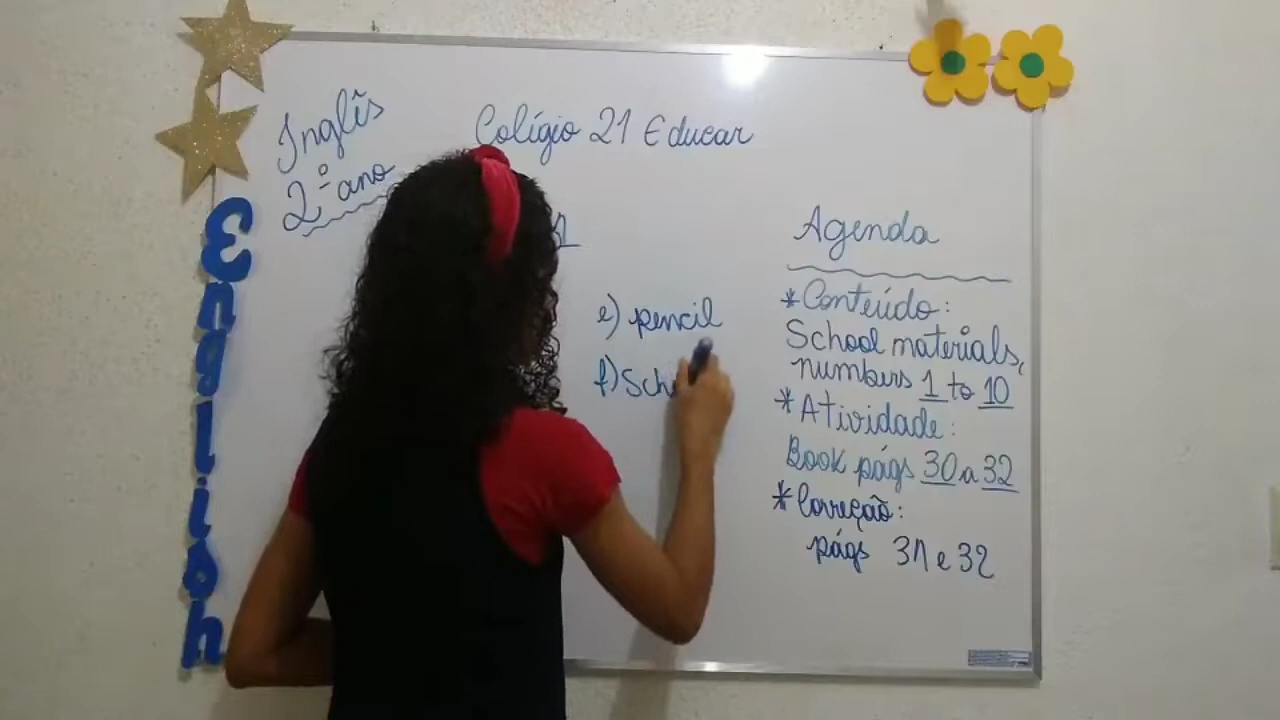 English
Inglês
2º ano
Colégio 21 Educar
e) pencil
f) Sch
Agenda
* Conteúdo:
School materials,
numbers 1 to 10
* Atividade:
Book págs 30 a 32
* Correção:
págs 31 e 32